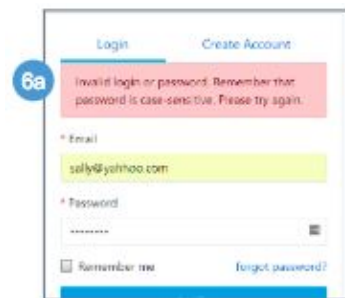 Login Create Account
6a
Invalid login or password. Remember that
password is case-sensitive. Please try again.
* Email
sally@yahhoo.com
* Password
--------
Remember me forgot password?